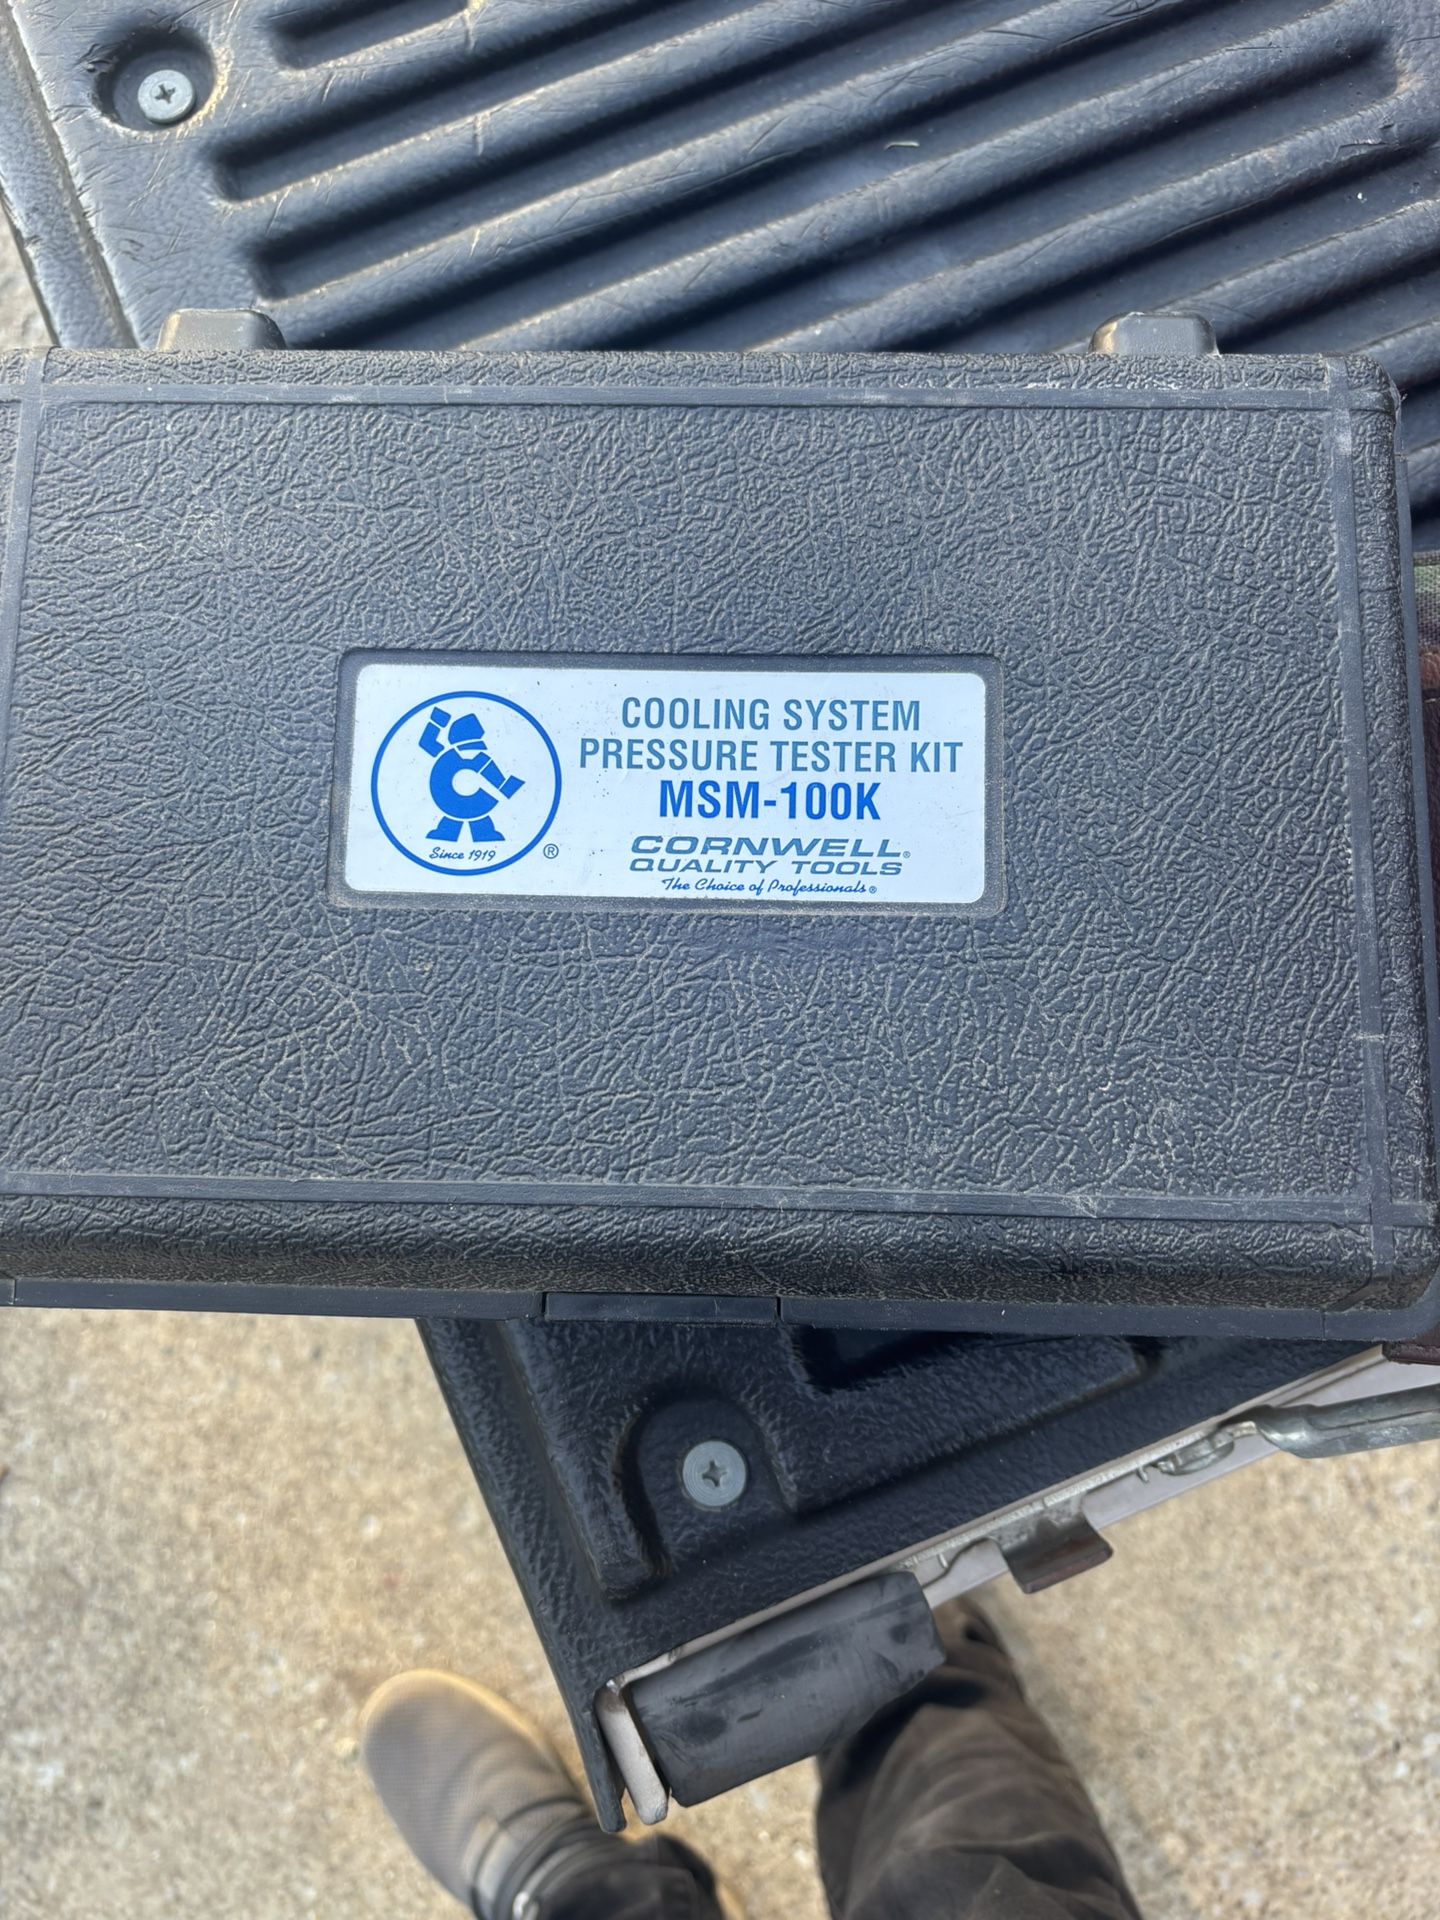 COOLING SYSTEM
PRESSURE TESTER KIT
MSM-100K
Since 1919 ®
CORNWELL®
QUALITY TOOLS
The Choice of Professionals®